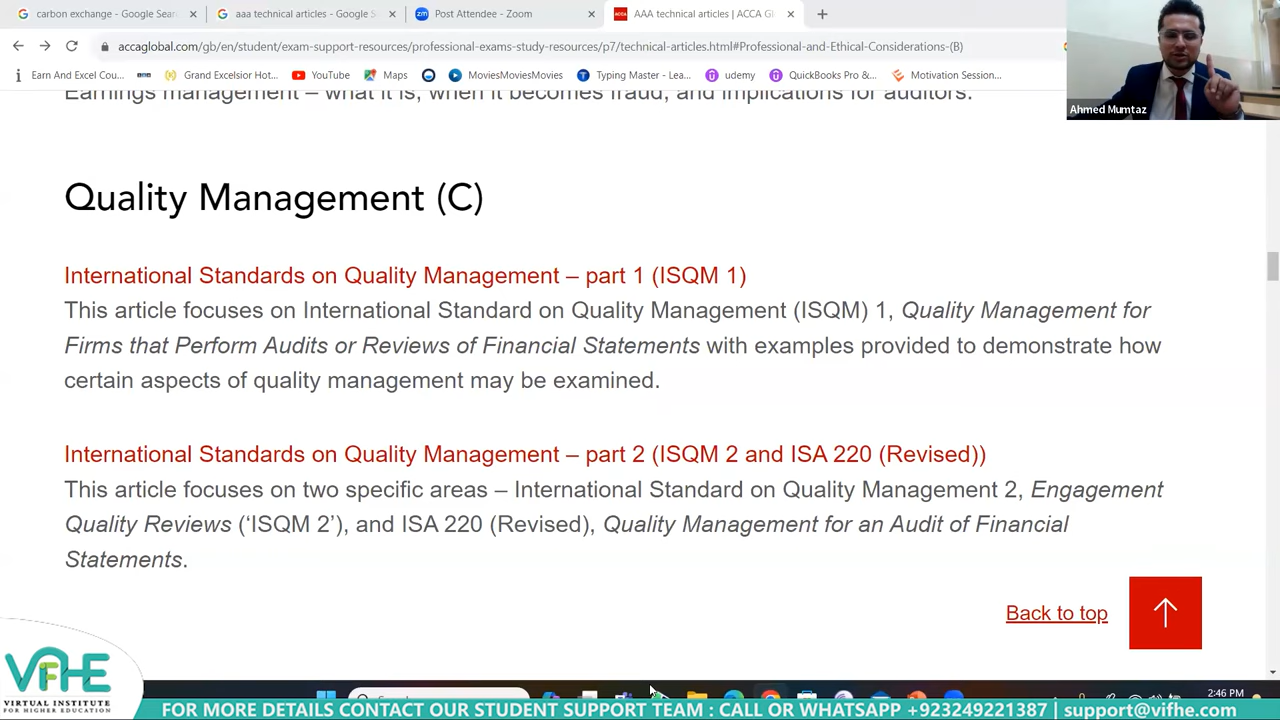 carbon exchange - Google Sear
aaa technical articles - Google S
zm Post Attendee - Zoom
ACCA AAA technical articles | ACCA Gl
accaglobal.com/gb/en/student/exam-support-resources/professional-exams-study-resources/p7/technical-articles.html#Professional-and-Ethical-Considerations-(B)
Earn And Excel Cou...
Grand Excelsior Hot...
YouTube
Maps
MoviesMoviesMovies
Typing Master - Lea...
udemy
QuickBooks Pro &...
Motivation Session...
Ahmed Mumtaz
Earnings management – what it is, when it becomes fraud, and implications for auditors.
Quality Management (C)
International Standards on Quality Management – part 1 (ISQM 1)
This article focuses on International Standard on Quality Management (ISQM) 1, Quality Management for
Firms that Perform Audits or Reviews of Financial Statements with examples provided to demonstrate how
certain aspects of quality management may be examined.
International Standards on Quality Management – part 2 (ISQM 2 and ISA 220 (Revised))
This article focuses on two specific areas – International Standard on Quality Management 2, Engagement
Quality Reviews (‘ISQM 2’), and ISA 220 (Revised), Quality Management for an Audit of Financial
Statements.
Back to top
VIFHE
VIRTUAL INSTITUTE
FOR HIGHER EDUCATION
2:46 PM
FOR MORE DETAILS CONTACT OUR STUDENT SUPPORT TEAM : CALL OR WHATSAPP +923249221387 | support@vifhe.com